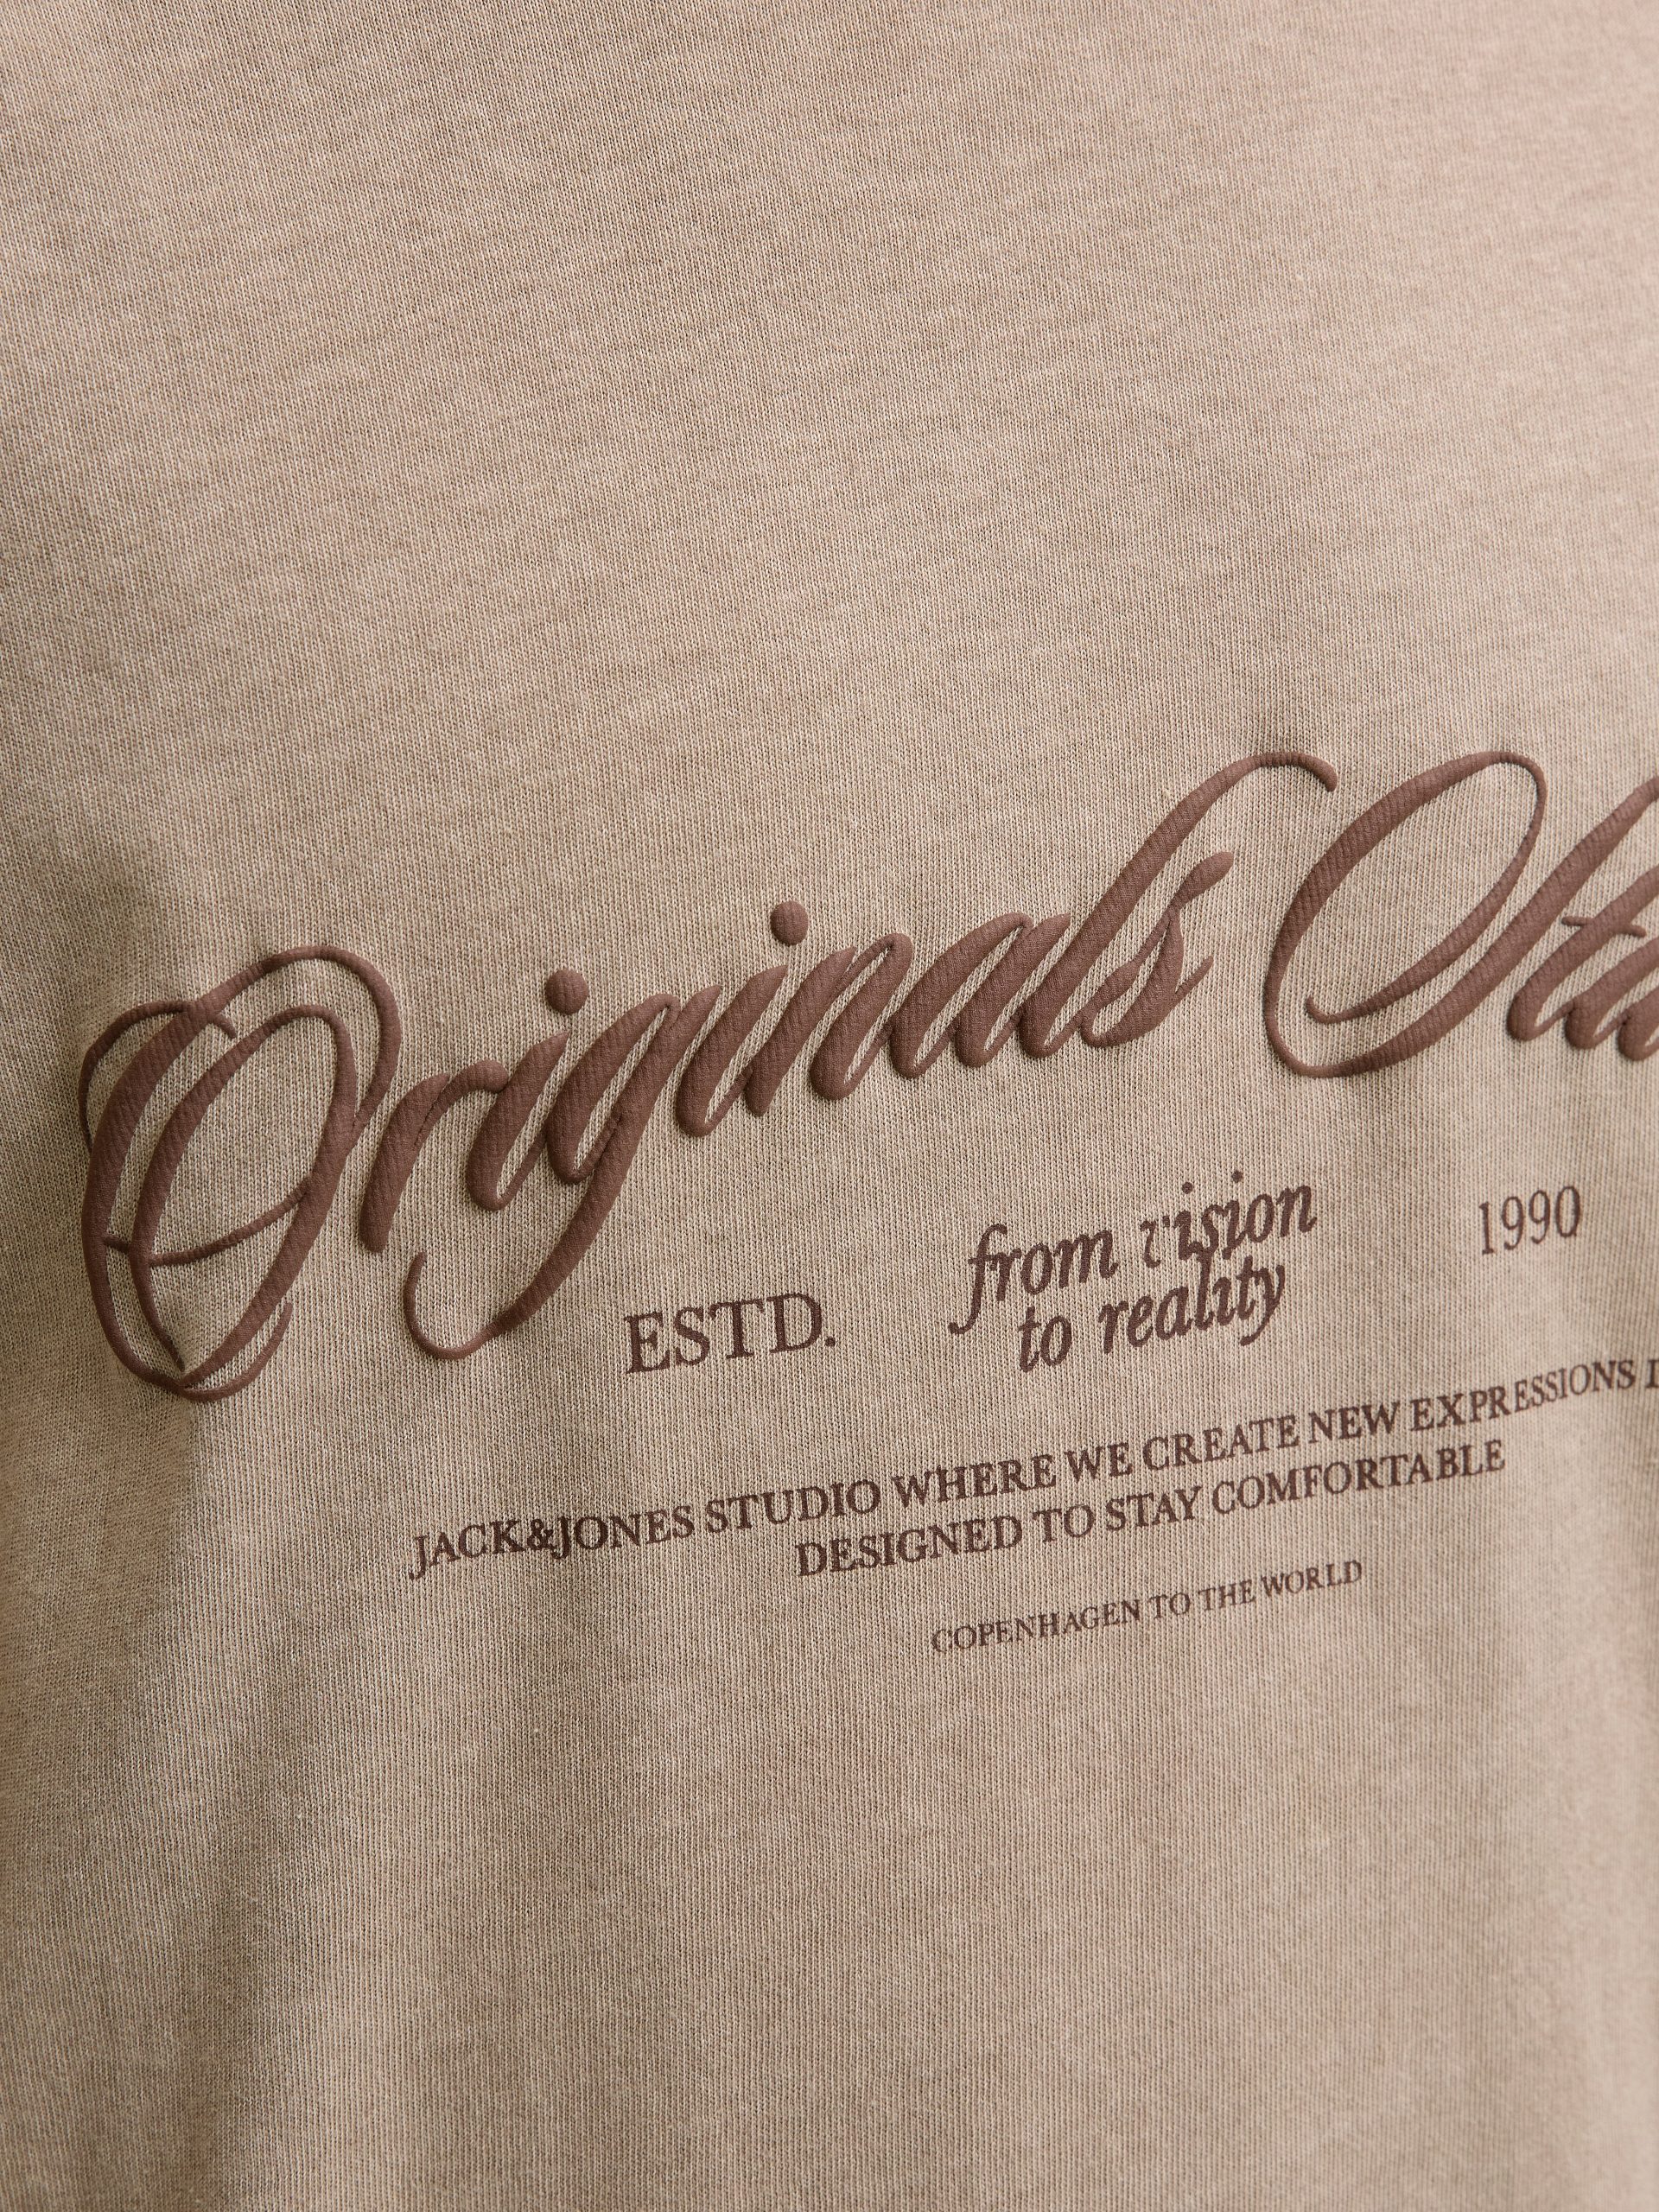 Originals
ESTD. from vision to reality 1990
JACK&JONES STUDIO WHERE WE CREATE NEW EXPRESSIONS
DESIGNED TO STAY COMFORTABLE
COPENHAGEN TO THE WORLD